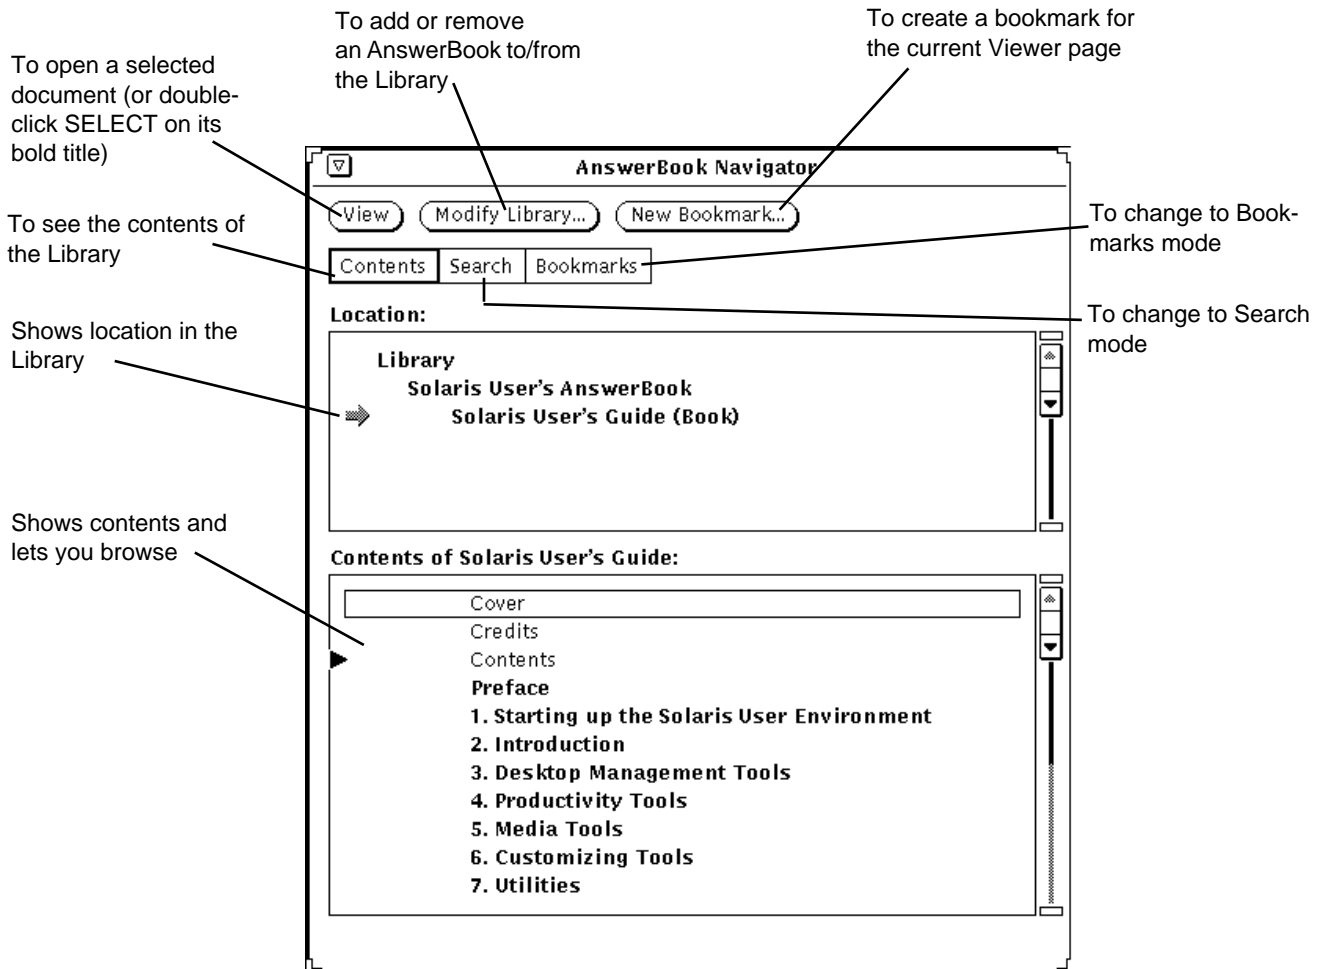 To add or remove
an AnswerBook to/from
the Library
To create a bookmark for
the current Viewer page
To open a selected
document (or double-
click SELECT on its
bold title)
AnswerBook Navigator
View
Modify Library...
New Bookmark...
To see the contents of
the Library
To change to Book-
marks mode
Contents
Search
Bookmarks
Location:
To change to Search
mode
Shows location in the
Library
Library
Solaris User's AnswerBook
Solaris User's Guide (Book)
Shows contents and
lets you browse
Contents of Solaris User's Guide:
Cover
Credits
Contents
Preface
1. Starting up the Solaris User Environment
2. Introduction
3. Desktop Management Tools
4. Productivity Tools
5. Media Tools
6. Customizing Tools
7. Utilities